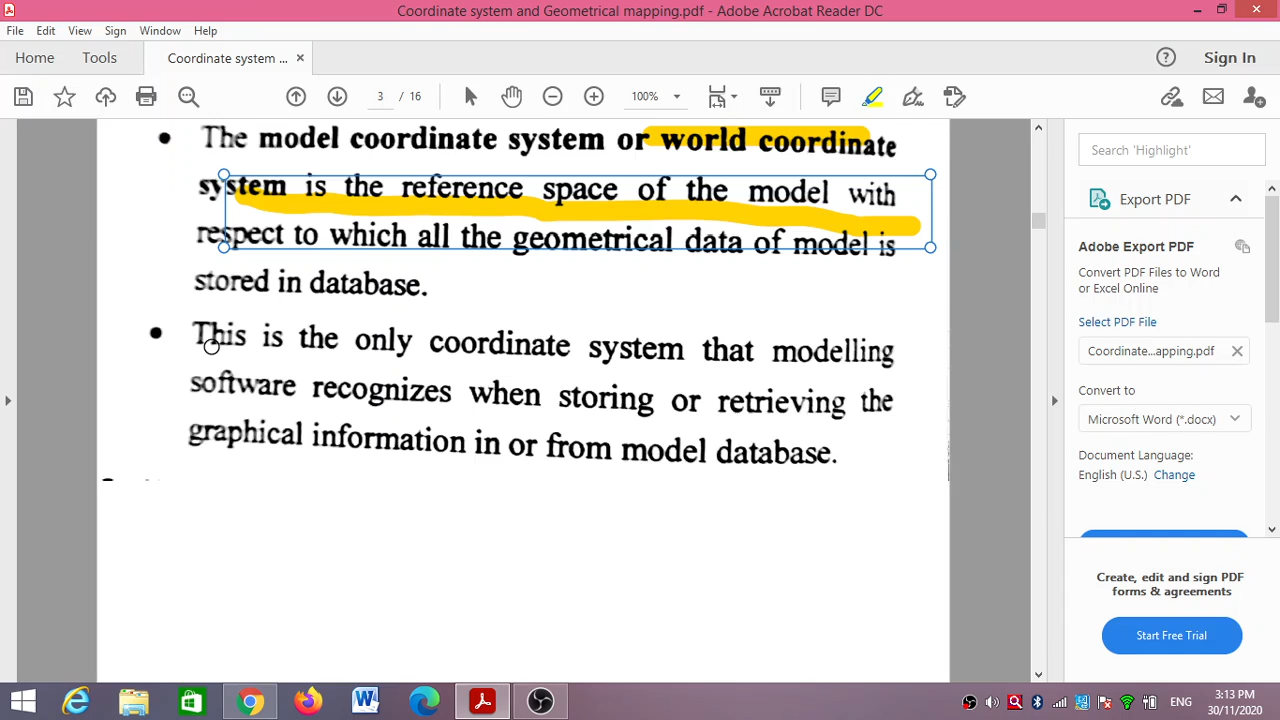 Coordinate system and Geometrical mapping.pdf - Adobe Acrobat Reader DC
File Edit View Sign Window Help
Home Tools Coordinate system ... × Sign In
3 / 16 100%
• The model coordinate system or world coordinate
system is the reference space of the model with
respect to which all the geometrical data of model is
stored in database.
• This is the only coordinate system that modelling
software recognizes when storing or retrieving the
graphical information in or from model database.
Search 'Highlight'
Export PDF
Adobe Export PDF
Convert PDF Files to Word
or Excel Online
Select PDF File
Coordinate...apping.pdf ×
Convert to
Microsoft Word (*.docx)
Document Language:
English (U.S.) Change
Create, edit and sign PDF
forms & agreements
Start Free Trial
ENG
3:13 PM
30/11/2020